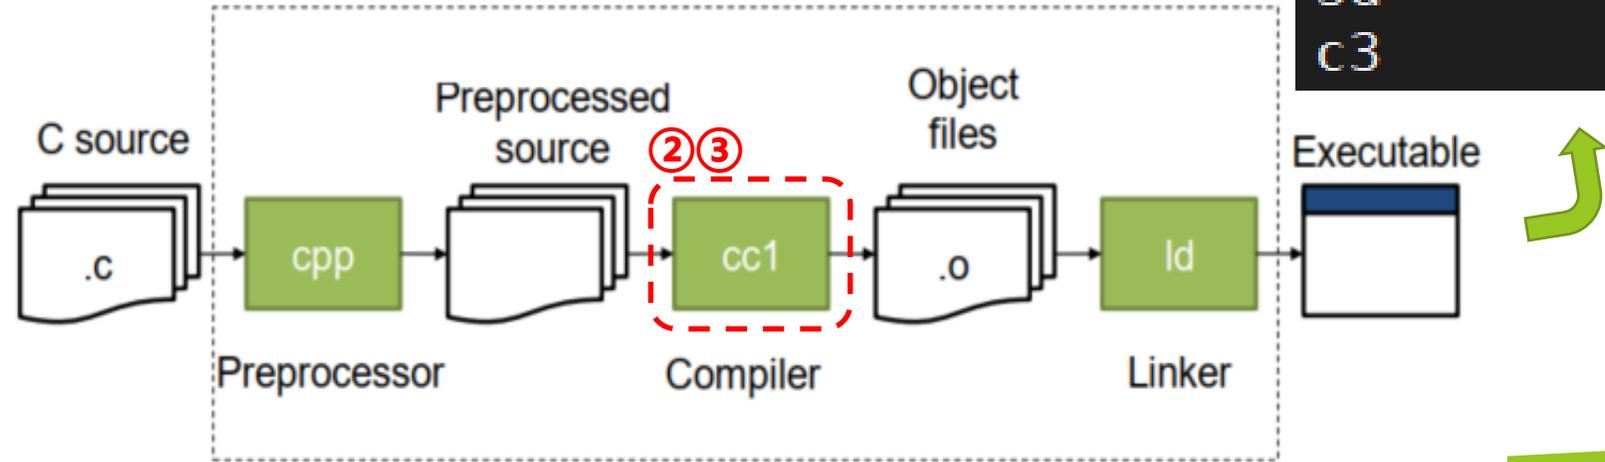 c3
C source
Preprocessed
source
②③
Object
files
Executable
.c
cpp
cc1
.o
ld
Preprocessor
Compiler
Linker